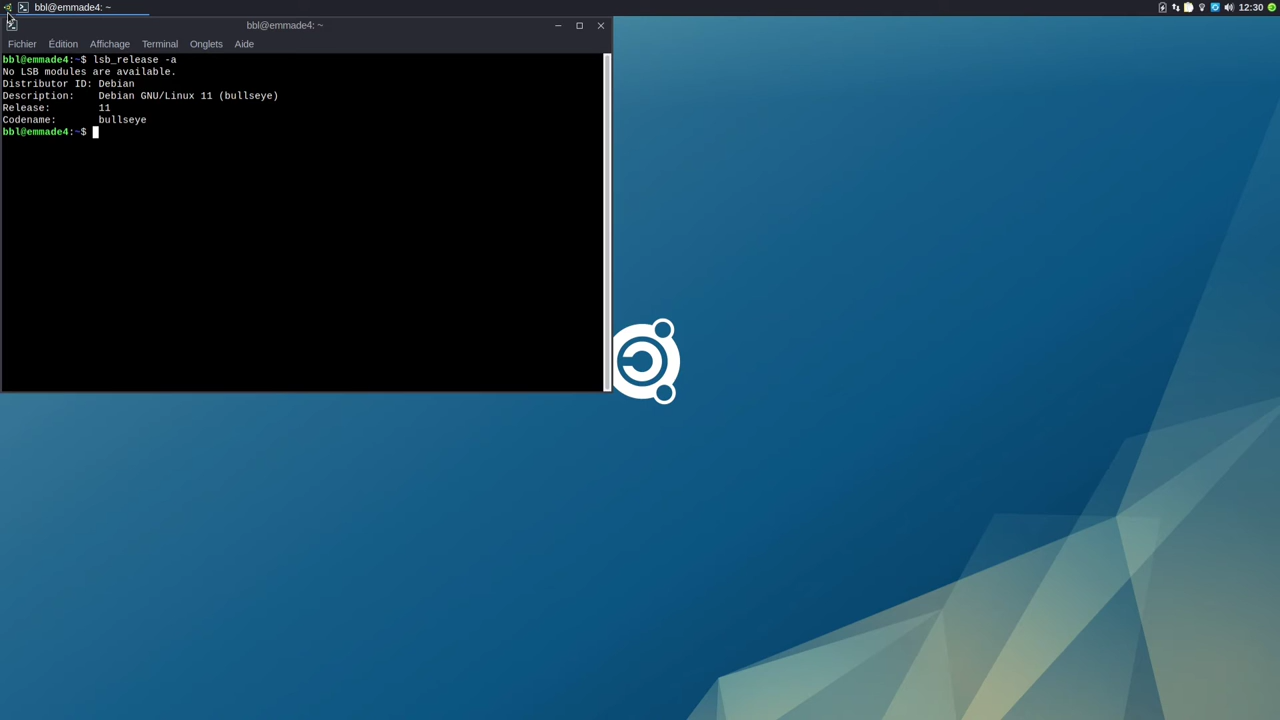 bbl@emmade4: ~
12:30
bbl@emmade4: ~
Fichier Édition Affichage Terminal Onglets Aide
bbl@emmade4:~$ lsb_release -a
No LSB modules are available.
Distributor ID: Debian
Description:    Debian GNU/Linux 11 (bullseye)
Release:        11
Codename:       bullseye
bbl@emmade4:~$